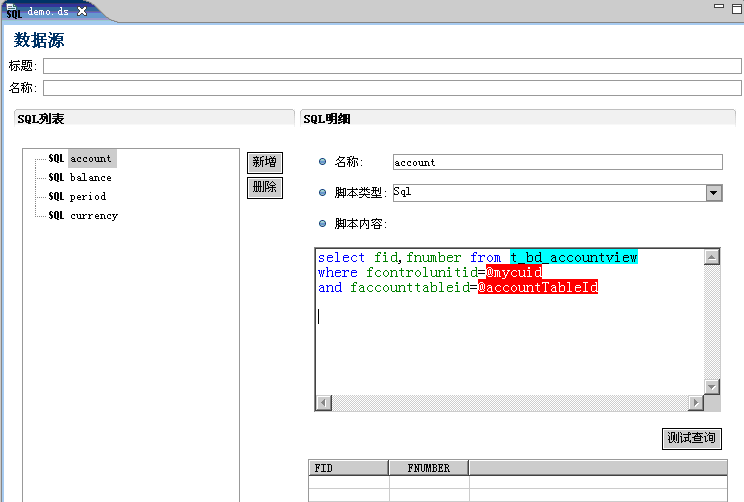 SQL demo.ds
数据源
标题:
名称:
SQL列表
SQL明细
SQL account
SQL balance
SQL period
SQL currency
新增
删除
名称:
account
脚本类型:
Sql
脚本内容:
select fid,fnumber from t_bd_accountview
where fcontrolunitid=@mycuid
and faccounttableid=@accountTableId
测试查询
FID
FNUMBER